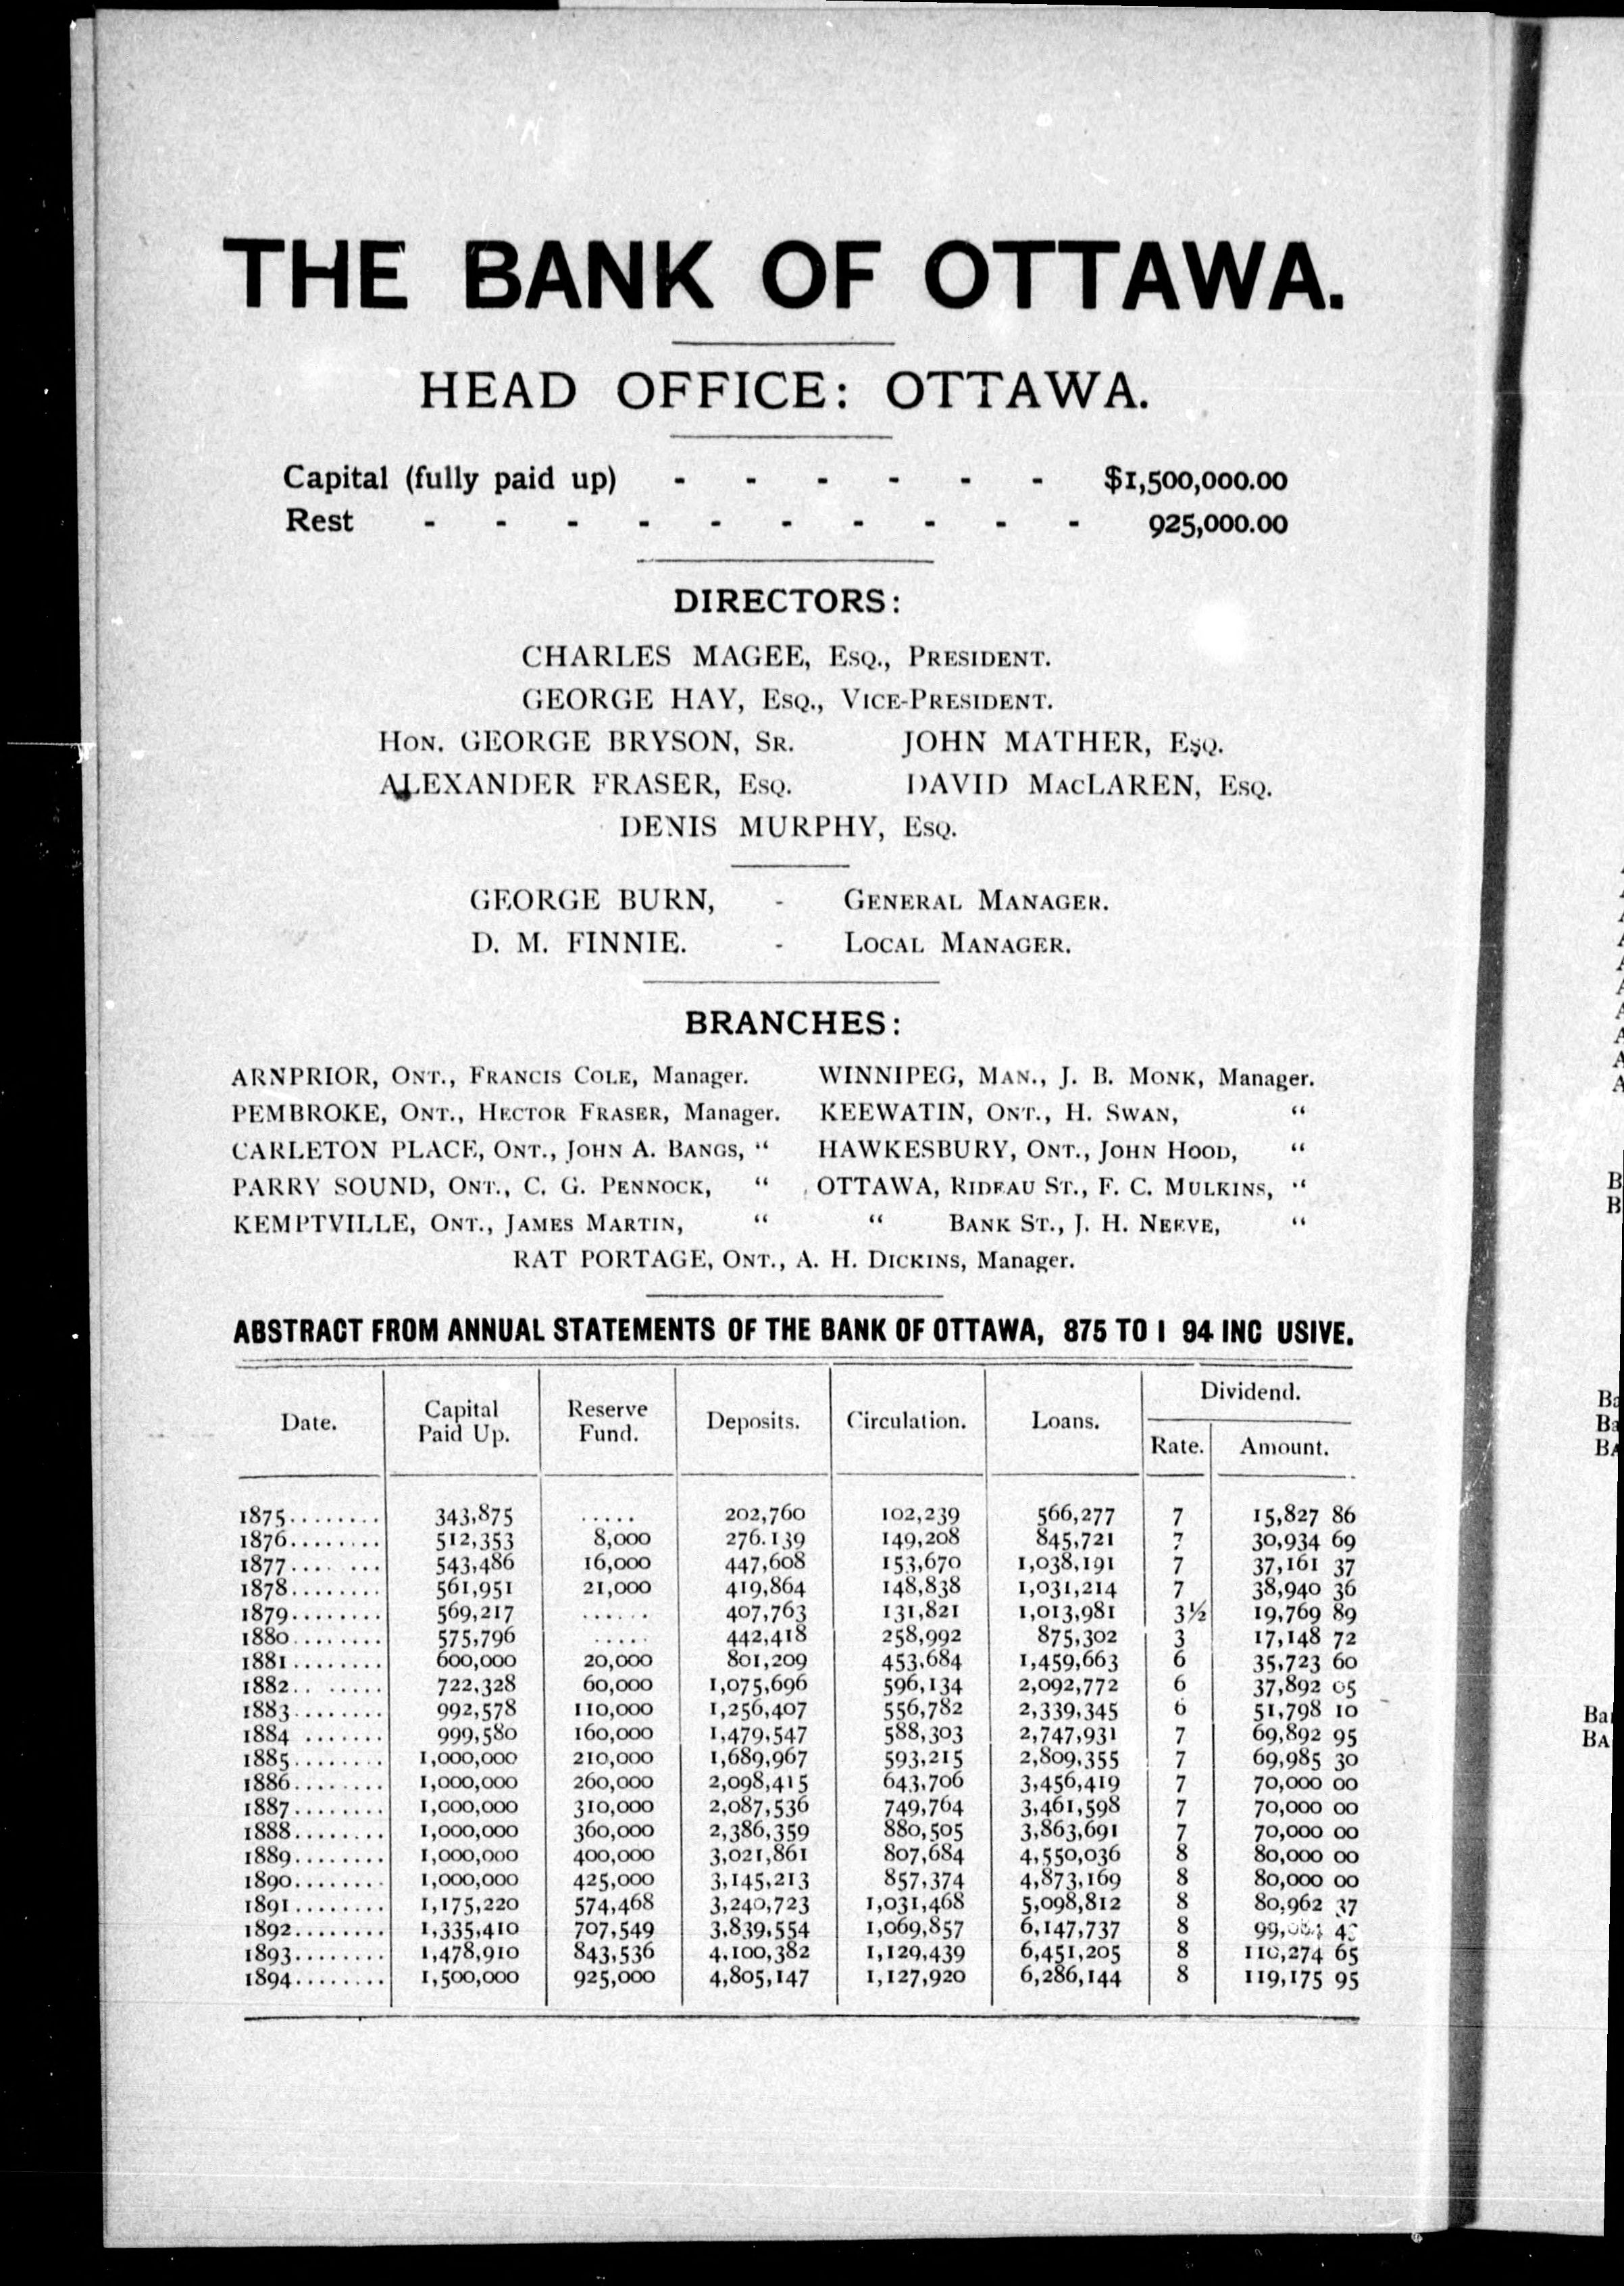 THE BANK OF OTTAWA.
HEAD OFFICE: OTTAWA.
Capital (fully paid up) - - - - - - $1,500,000.00
Rest - - - - - - - - - - 925,000.00
DIRECTORS:
CHARLES MAGEE, ESQ., PRESIDENT.
GEORGE HAY, ESQ., VICE-PRESIDENT.
HON. GEORGE BRYSON, SR. JOHN MATHER, ESQ.
ALEXANDER FRASER, ESQ. DAVID MACLAREN, ESQ.
DENIS MURPHY, ESQ.
GEORGE BURN, - GENERAL MANAGER.
D. M. FINNIE. - LOCAL MANAGER.
BRANCHES:
ARNPRIOR, ONT., FRANCIS COLE, Manager. WINNIPEG, MAN., J. B. MONK, Manager.
PEMBROKE, ONT., HECTOR FRASER, Manager. KEEWATIN, ONT., H. SWAN, “
CARLETON PLACE, ONT., JOHN A. BANGS, “ HAWKESBURY, ONT., JOHN HOOD, “
PARRY SOUND, ONT., C. G. PENNOCK, “ OTTAWA, RIDEAU ST., F. C. MULKINS, “
KEMPTVILLE, ONT., JAMES MARTIN, “ “ BANK ST., J. H. NEEVE, “
RAT PORTAGE, ONT., A. H. DICKINS, Manager.
ABSTRACT FROM ANNUAL STATEMENTS OF THE BANK OF OTTAWA, 875 TO I 94 INC USIVE.
Date. Capital Paid Up. Reserve Fund. Deposits. Circulation. Loans. Dividend.
Rate. Amount.
1875........ 343,875 ..... 202,760 102,239 566,277 7 15,827 86
1876........ 512,353 8,000 276.139 149,208 845,721 7 30,934 69
1877.... ... 543,486 16,000 447,608 153,670 1,038,191 7 37,161 37
1878........ 561,951 21,000 419,864 148,838 1,031,214 7 38,940 36
1879........ 569,217 ...... 407,763 131,821 1,013,981 3½ 19,769 89
1880........ 575,796 ..... 442,418 258,992 875,302 3 17,148 72
1881........ 600,000 20,000 801,209 453,684 1,459,663 6 35,723 60
1882.. ..... 722,328 60,000 1,075,696 596,134 2,092,772 6 37,892 05
1883........ 992,578 110,000 1,256,407 556,782 2,339,345 6 51,798 10
1884 ....... 999,580 160,000 1,479,547 588,303 2,747,931 7 69,892 95
1885........ 1,000,000 210,000 1,689,967 593,215 2,809,355 7 69,985 30
1886........ 1,000,000 260,000 2,098,415 643,706 3,456,419 7 70,000 00
1887........ 1,000,000 310,000 2,087,536 749,764 3,461,598 7 70,000 00
1888........ 1,000,000 360,000 2,386,359 880,505 3,863,691 7 70,000 00
1889........ 1,000,000 400,000 3,021,861 807,684 4,550,036 8 80,000 00
1890........ 1,000,000 425,000 3,145,213 857,374 4,873,169 8 80,000 00
1891........ 1,175,220 574,468 3,240,723 1,031,468 5,098,812 8 80,962 37
1892........ 1,335,410 707,549 3,839,554 1,069,857 6,147,737 8
1893........ 1,478,910 843,536 4,100,382 1,129,439 6,451,205 8 110,274 65
1894........ 1,500,000 925,000 4,805,147 1,127,920 6,286,144 8 119,175 95